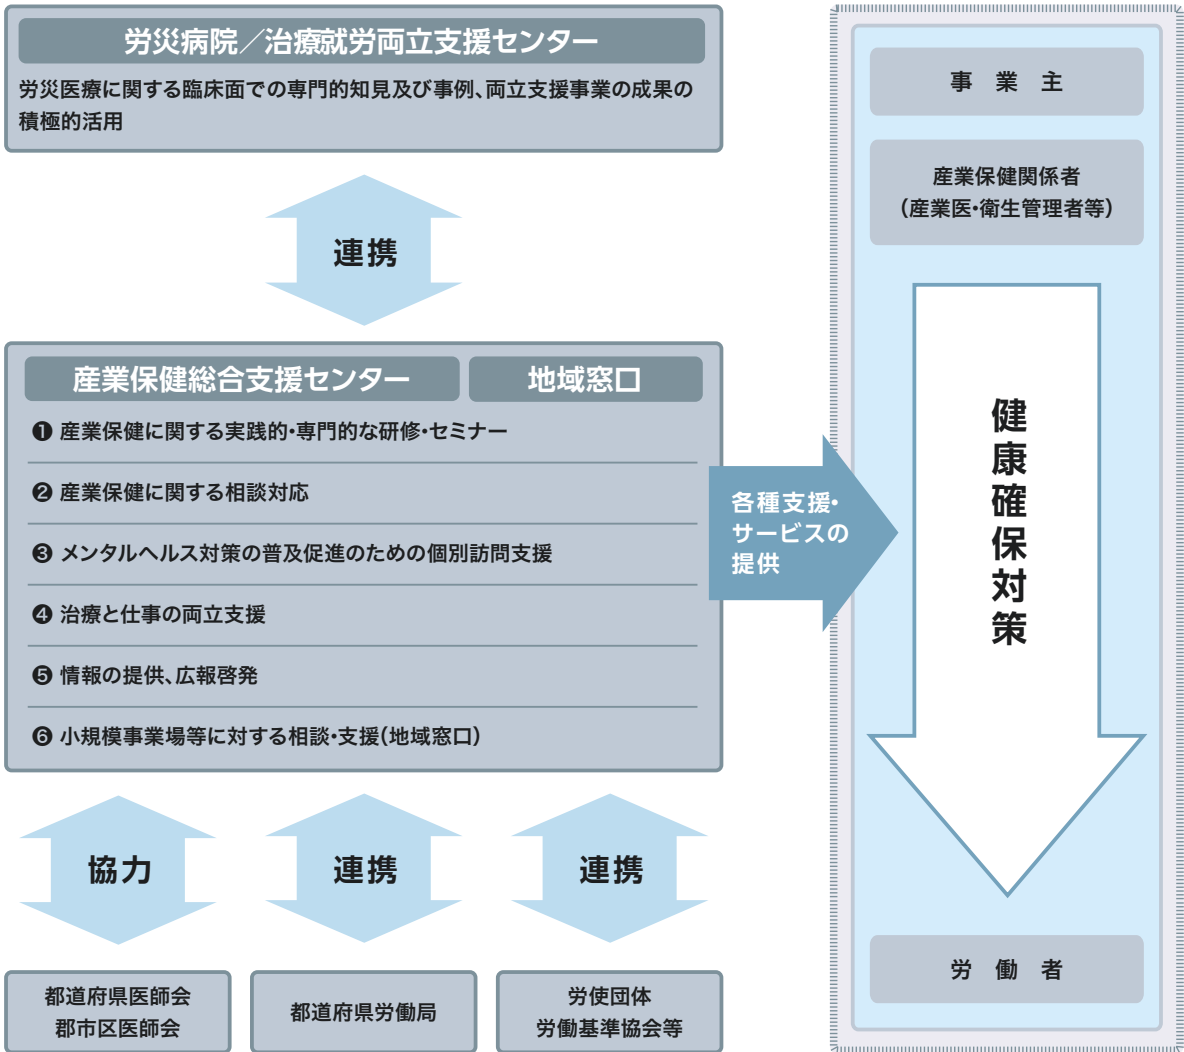 労災病院／治療就労両立支援センター
労災医療に関する臨床面での専門的知見及び事例、両立支援事業の成果の
積極的活用
連携
産業保健総合支援センター
地域窓口
❶ 産業保健に関する実践的・専門的な研修・セミナー
❷ 産業保健に関する相談対応
❸ メンタルヘルス対策の普及促進のための個別訪問支援
❹ 治療と仕事の両立支援
❺ 情報の提供、広報啓発
❻ 小規模事業場等に対する相談・支援（地域窓口）
協力
連携
連携
都道府県医師会
郡市区医師会
都道府県労働局
労使団体
労働基準協会等
各種支援・
サービスの
提供
事　業　主
産業保健関係者
（産業医・衛生管理者等）
健康確保対策
労　働　者